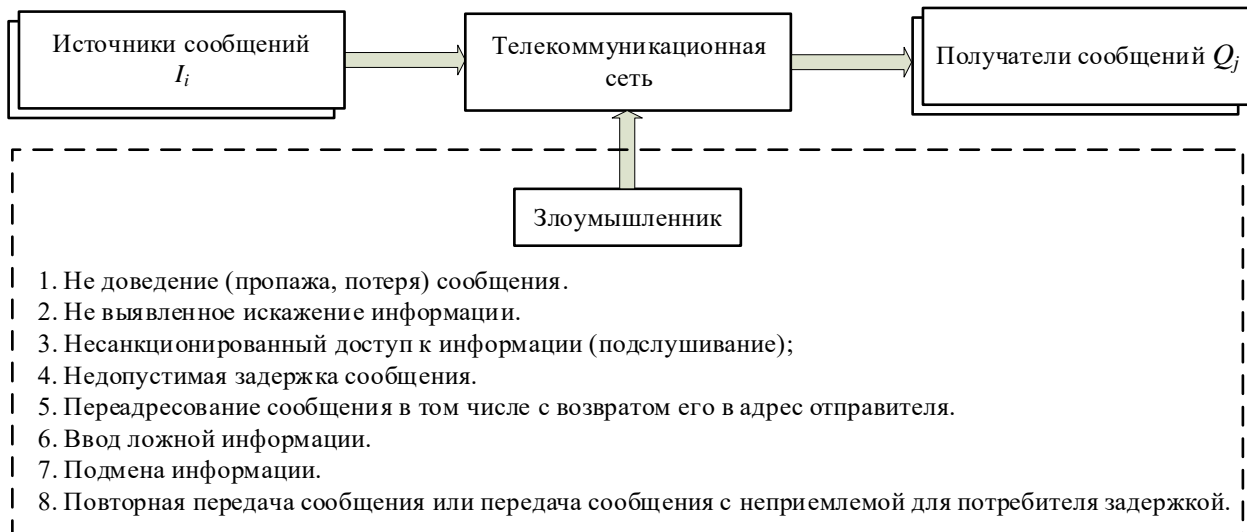 Источники сообщений
I_i
Телекоммуникационная
сеть
Получатели сообщений Q_j
Злоумышленник
1. Не доведение (пропажа, потеря) сообщения.
2. Не выявленное искажение информации.
3. Несанкционированный доступ к информации (подслушивание);
4. Недопустимая задержка сообщения.
5. Переадресование сообщения в том числе с возвратом его в адрес отправителя.
6. Ввод ложной информации.
7. Подмена информации.
8. Повторная передача сообщения или передача сообщения с неприемлемой для потребителя задержкой.